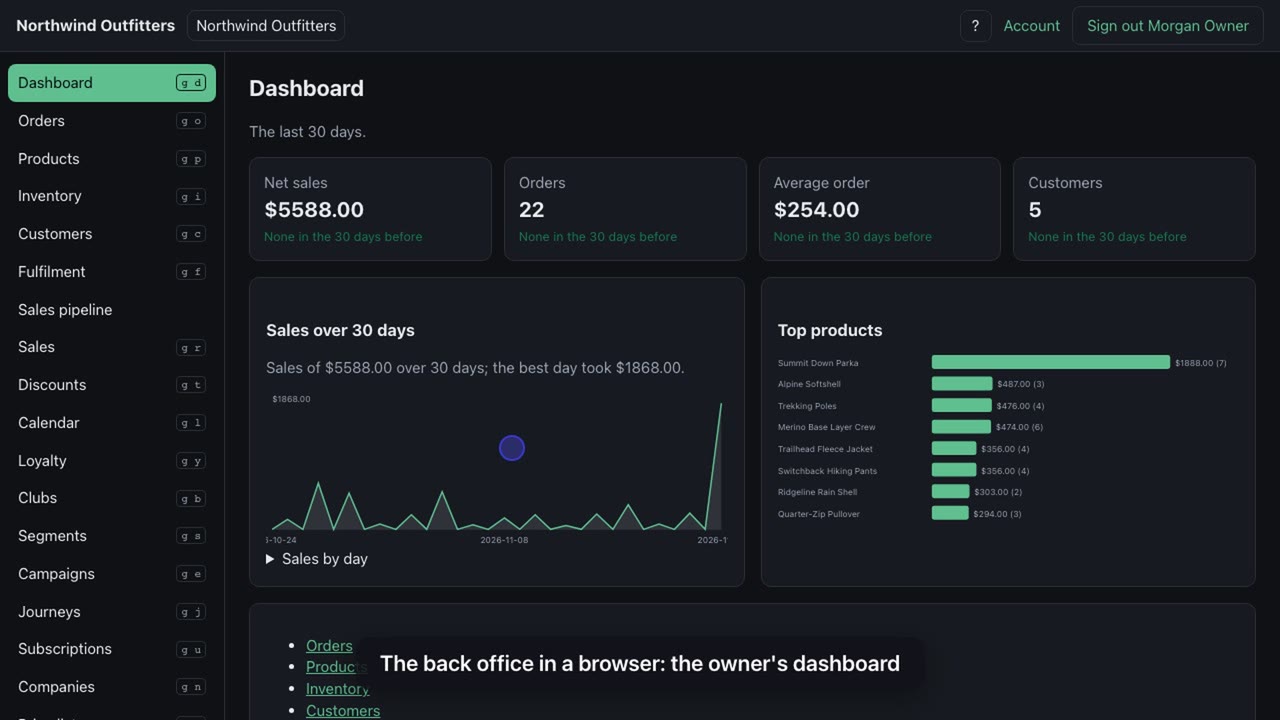 Northwind Outfitters Northwind Outfitters ? Account Sign out Morgan Owner
Dashboard g d
Orders g o
Products g p
Inventory g i
Customers g c
Fulfilment g f
Sales pipeline
Sales g r
Discounts g t
Calendar g l
Loyalty g y
Clubs g b
Segments g s
Campaigns g e
Journeys g j
Subscriptions g u
Companies g n
Dashboard
The last 30 days.
Net sales
$5588.00
None in the 30 days before
Orders
22
None in the 30 days before
Average order
$254.00
None in the 30 days before
Customers
5
None in the 30 days before
Sales over 30 days
Sales of $5588.00 over 30 days; the best day took $1868.00.
$1868.00
-10-24 2026-11-08 2026-1
Sales by day
Top products
Summit Down Parka $1888.00 (7)
Alpine Softshell $487.00 (3)
Trekking Poles $476.00 (4)
Merino Base Layer Crew $474.00 (6)
Trailhead Fleece Jacket $356.00 (4)
Switchback Hiking Pants $356.00 (4)
Ridgeline Rain Shell $303.00 (2)
Quarter-Zip Pullover $294.00 (3)
Orders
Products
Inventory
Customers
The back office in a browser: the owner's dashboard